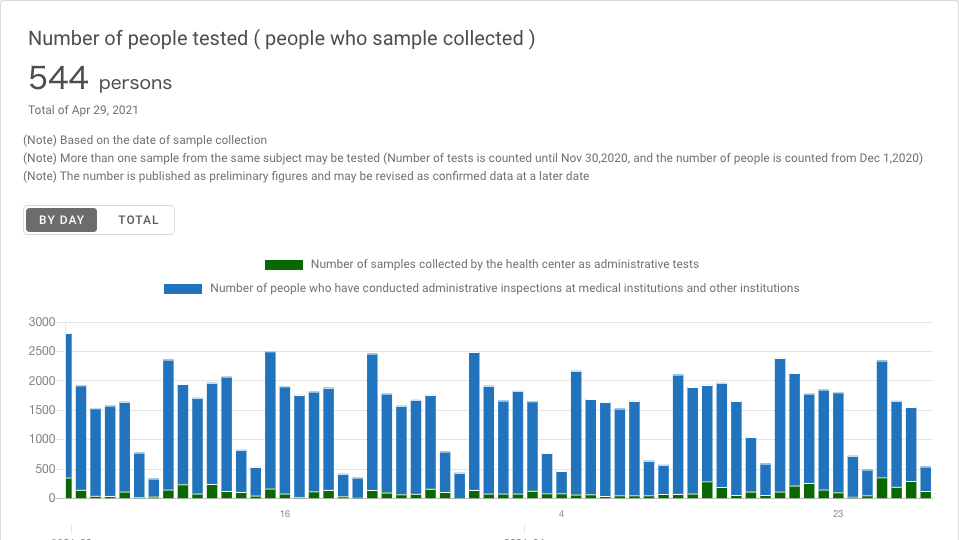 Number of people tested ( people who sample collected )
544 persons
Total of Apr 29, 2021
(Note) Based on the date of sample collection
(Note) More than one sample from the same subject may be tested (Number of tests is counted until Nov 30,2020, and the number of people is counted from Dec 1,2020)
(Note) The number is published as preliminary figures and may be revised as confirmed data at a later date
BY DAY TOTAL
Number of samples collected by the health center as administrative tests
Number of people who have conducted administrative inspections at medical institutions and other institutions
3000
2500
2000
1500
1000
500
0
16 4 23